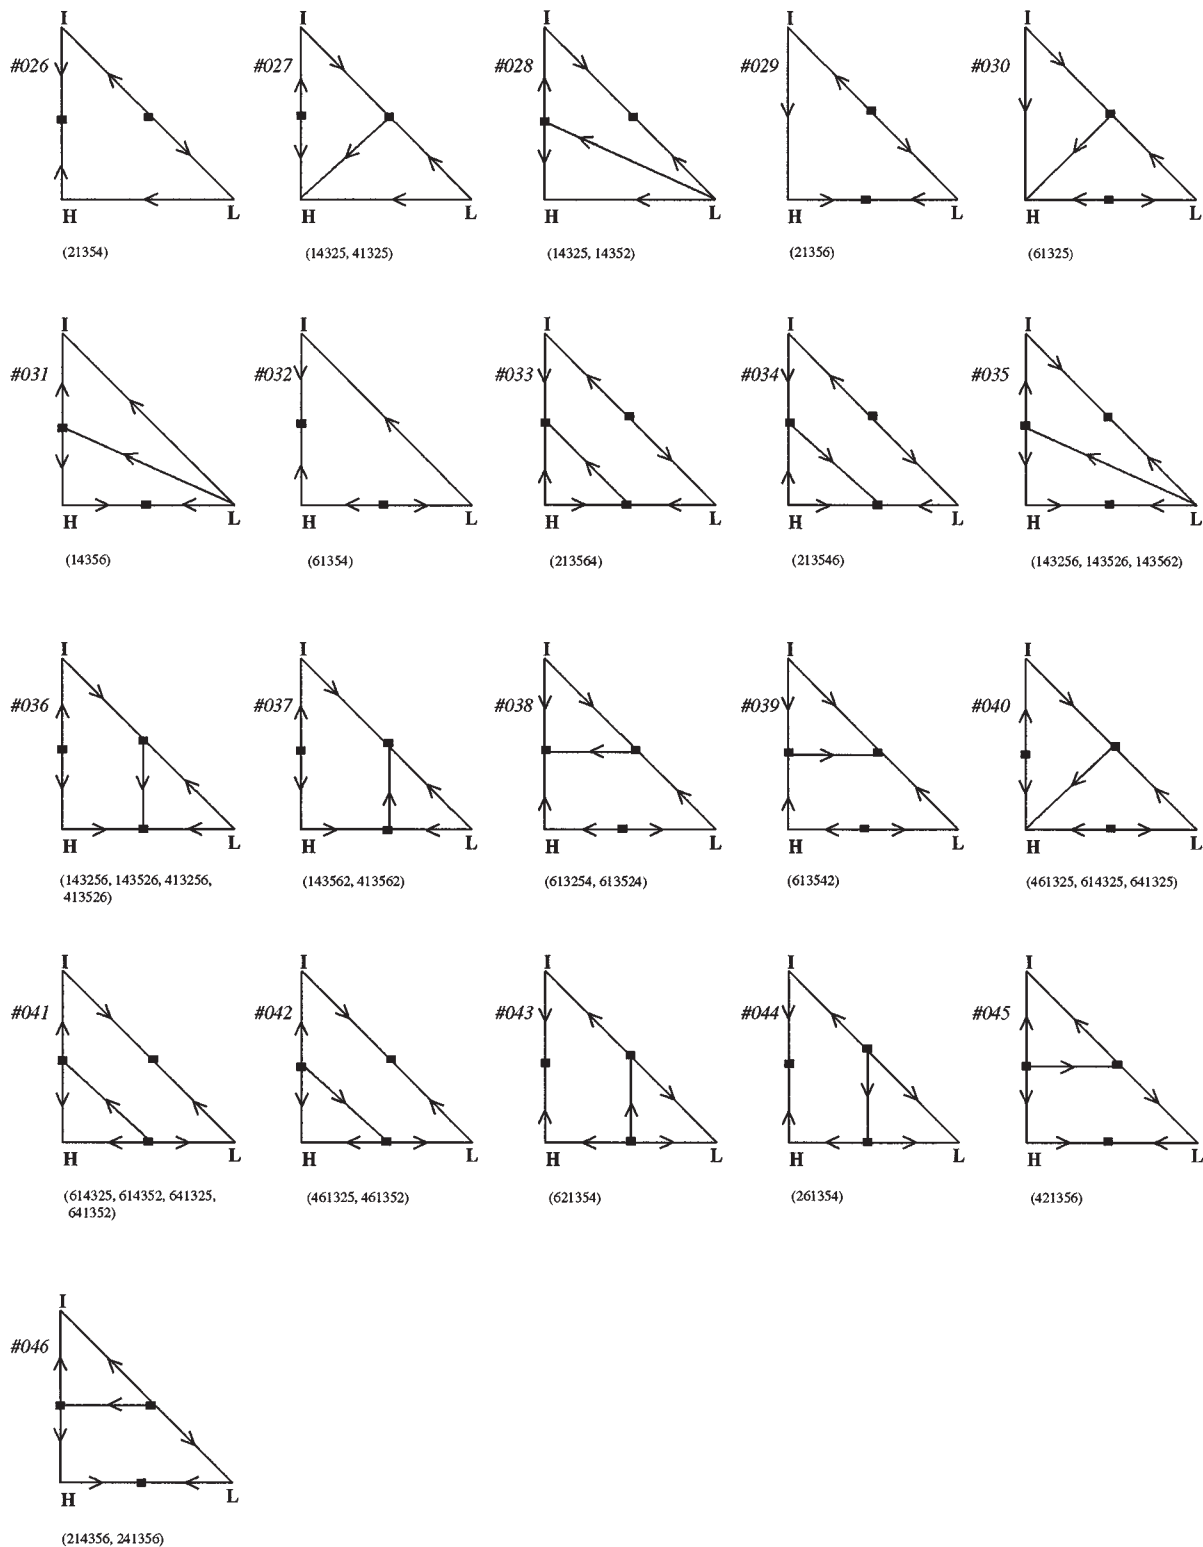 I I I I I
#026 #027 #028 #029 #030
H L H L H L H L H L
(21354) (14325, 41325) (14325, 14352) (21356) (61325)
I I I I I
#031 #032 #033 #034 #035
H L H L H L H L H L
(14356) (61354) (213564) (213546) (143256, 143526, 143562)
I I I I I
#036 #037 #038 #039 #040
H L H L H L H L H L
(143256, 143526, 413256, (143562, 413562) (613254, 613524) (613542) (461325, 614325, 641325)
413526)
I I I I I
#041 #042 #043 #044 #045
H L H L H L H L H L
(614325, 614352, 641325, (461325, 461352) (621354) (261354) (421356)
641352)
I
#046
H L
(214356, 241356)